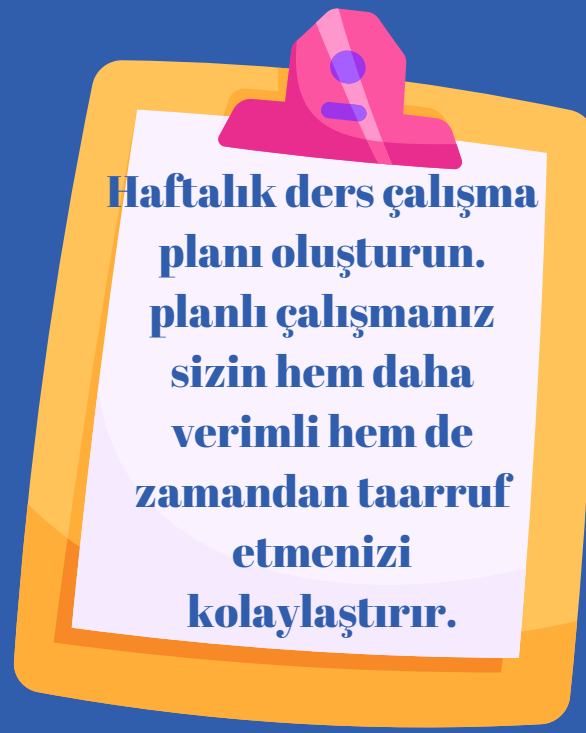 Haftalık ders çalışma
planı oluşturun.
planlı çalışmanız
sizin hem daha
verimli hem de
zamandan taarruf
etmenizi
kolaylaştırır.